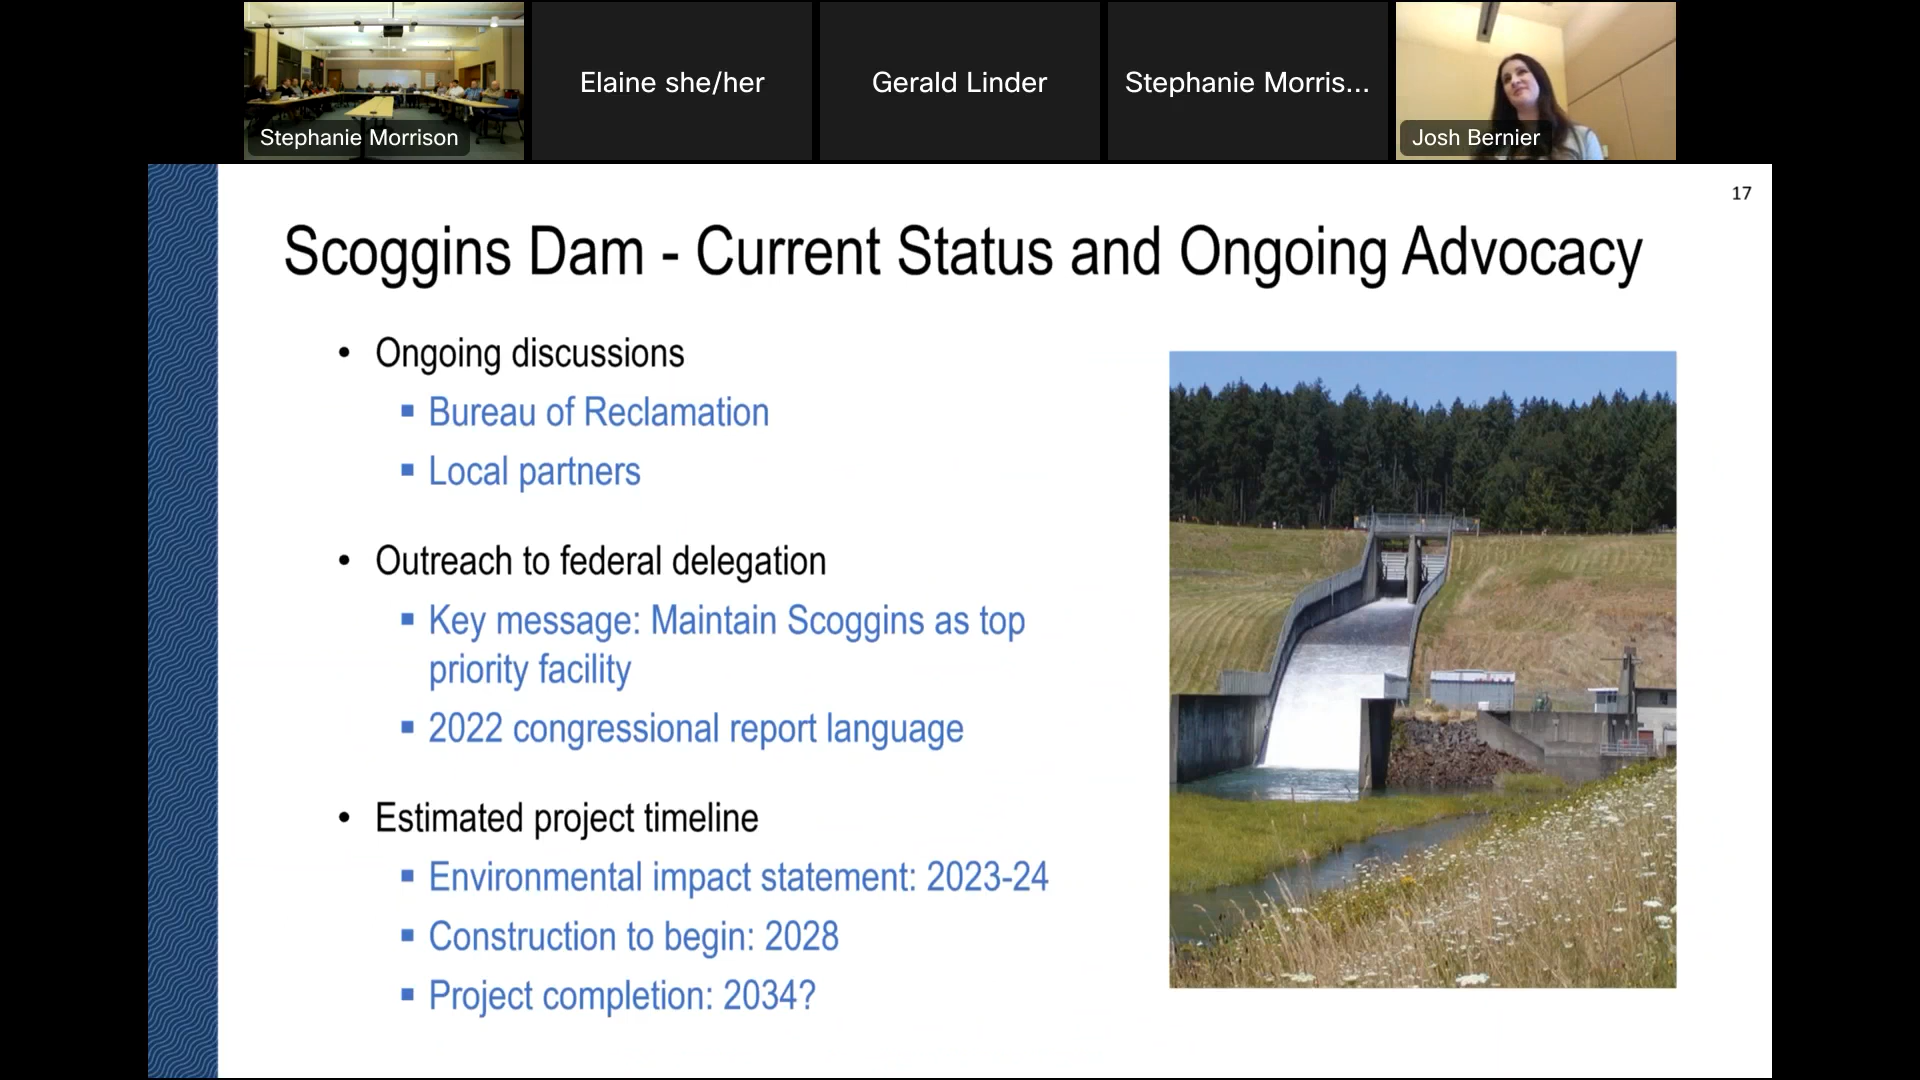 Stephanie Morrison
Elaine she/her
Gerald Linder
Stephanie Morris...
Josh Bernier
17
Scoggins Dam - Current Status and Ongoing Advocacy
• Ongoing discussions
▪ Bureau of Reclamation
▪ Local partners
• Outreach to federal delegation
▪ Key message: Maintain Scoggins as top
priority facility
▪ 2022 congressional report language
• Estimated project timeline
▪ Environmental impact statement: 2023-24
▪ Construction to begin: 2028
▪ Project completion: 2034?